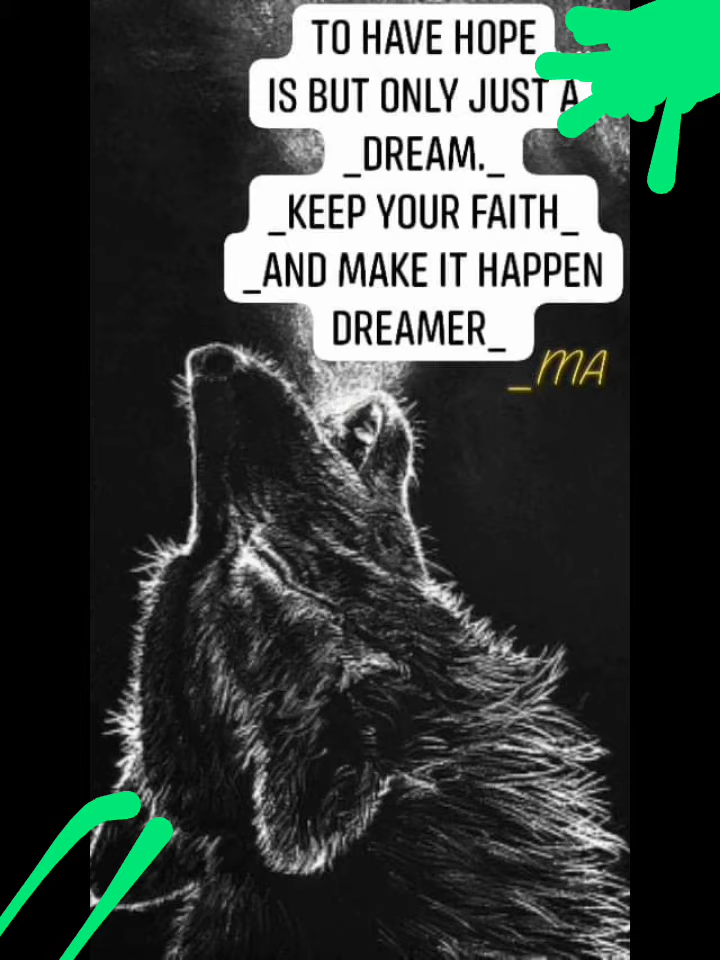 TO HAVE HOPE
IS BUT ONLY JUST A
_DREAM._
_KEEP YOUR FAITH_
_AND MAKE IT HAPPEN
DREAMER_
_MA